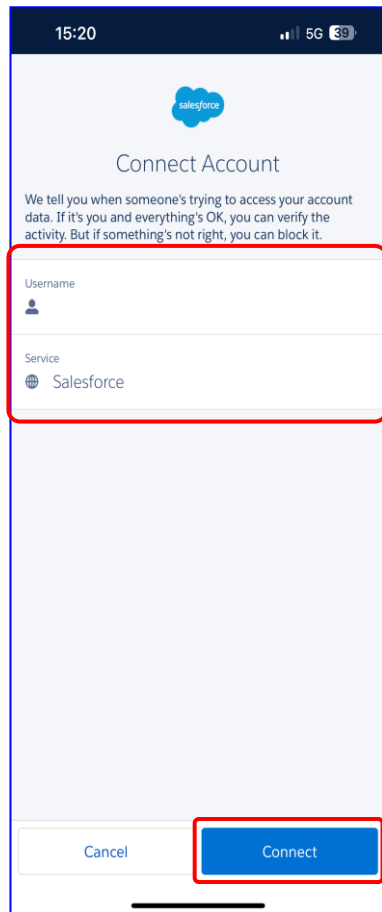 15:20
5G 39
salesforce
Connect Account
We tell you when someone's trying to access your account
data. If it's you and everything's OK, you can verify the
activity. But if something's not right, you can block it.
Username
Service
Salesforce
Cancel
Connect